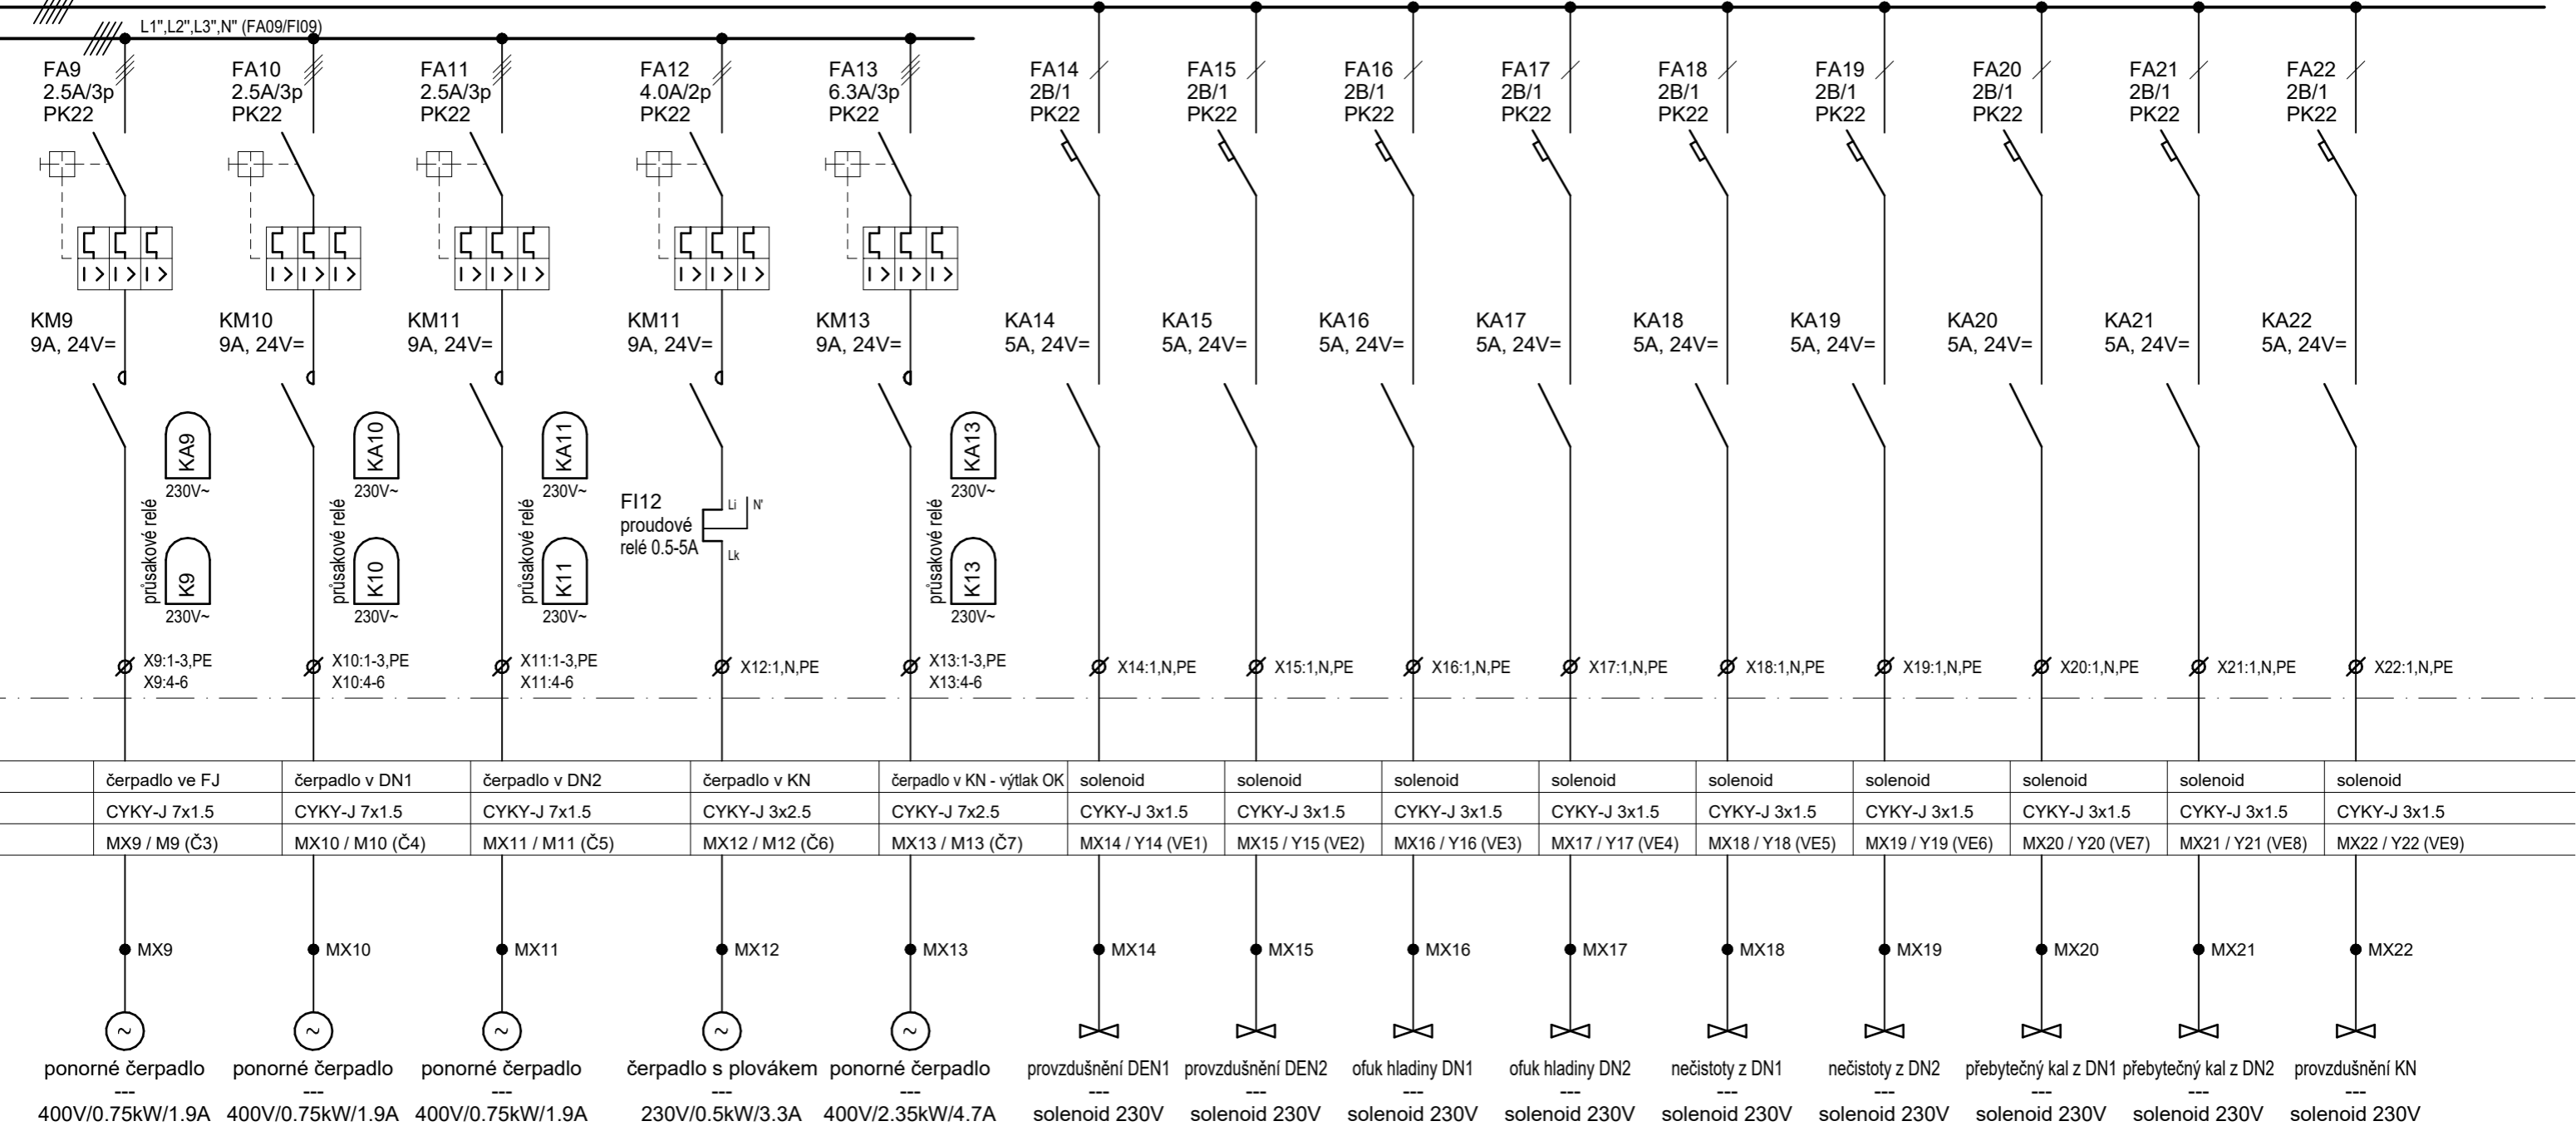 L1",L2",L3",N" (FA09/FI09)
FA9
2.5A/3p
PK22
FA10
2.5A/3p
PK22
FA11
2.5A/3p
PK22
FA12
4.0A/2p
PK22
FA13
6.3A/3p
PK22
FA14
2B/1
PK22
FA15
2B/1
PK22
FA16
2B/1
PK22
FA17
2B/1
PK22
FA18
2B/1
PK22
FA19
2B/1
PK22
FA20
2B/1
PK22
FA21
2B/1
PK22
FA22
2B/1
PK22
I> I> I>
I> I> I>
I> I> I>
I> I> I>
I> I> I>
KM9
9A, 24V=
KM10
9A, 24V=
KM11
9A, 24V=
KM11
9A, 24V=
KM13
9A, 24V=
KA14
5A, 24V=
KA15
5A, 24V=
KA16
5A, 24V=
KA17
5A, 24V=
KA18
5A, 24V=
KA19
5A, 24V=
KA20
5A, 24V=
KA21
5A, 24V=
KA22
5A, 24V=
KA9
230V~
průsakové relé
K9
230V~
KA10
230V~
průsakové relé
K10
230V~
KA11
230V~
průsakové relé
K11
230V~
FI12
proudové
relé 0.5-5A
Li
N'
Lk
KA13
230V~
průsakové relé
K13
230V~
X9:1-3,PE
X9:4-6
X10:1-3,PE
X10:4-6
X11:1-3,PE
X11:4-6
X12:1,N,PE
X13:1-3,PE
X13:4-6
X14:1,N,PE
X15:1,N,PE
X16:1,N,PE
X17:1,N,PE
X18:1,N,PE
X19:1,N,PE
X20:1,N,PE
X21:1,N,PE
X22:1,N,PE
čerpadlo ve FJ čerpadlo v DN1 čerpadlo v DN2 čerpadlo v KN čerpadlo v KN - výtlak OK solenoid solenoid solenoid solenoid solenoid solenoid solenoid solenoid solenoid
CYKY-J 7x1.5 CYKY-J 7x1.5 CYKY-J 7x1.5 CYKY-J 3x2.5 CYKY-J 7x2.5 CYKY-J 3x1.5 CYKY-J 3x1.5 CYKY-J 3x1.5 CYKY-J 3x1.5 CYKY-J 3x1.5 CYKY-J 3x1.5 CYKY-J 3x1.5 CYKY-J 3x1.5 CYKY-J 3x1.5
MX9 / M9 (Č3) MX10 / M10 (Č4) MX11 / M11 (Č5) MX12 / M12 (Č6) MX13 / M13 (Č7) MX14 / Y14 (VE1) MX15 / Y15 (VE2) MX16 / Y16 (VE3) MX17 / Y17 (VE4) MX18 / Y18 (VE5) MX19 / Y19 (VE6) MX20 / Y20 (VE7) MX21 / Y21 (VE8) MX22 / Y22 (VE9)
MX9 MX10 MX11 MX12 MX13 MX14 MX15 MX16 MX17 MX18 MX19 MX20 MX21 MX22
~ ~ ~ ~ ~
ponorné čerpadlo ponorné čerpadlo ponorné čerpadlo čerpadlo s plovákem ponorné čerpadlo provzdušnění DEN1 provzdušnění DEN2 ofuk hladiny DN1 ofuk hladiny DN2 nečistoty z DN1 nečistoty z DN2 přebytečný kal z DN1 přebytečný kal z DN2 provzdušnění KN
--- --- --- --- --- --- --- --- --- --- --- --- --- ---
400V/0.75kW/1.9A 400V/0.75kW/1.9A 400V/0.75kW/1.9A 230V/0.5kW/3.3A 400V/2.35kW/4.7A solenoid 230V solenoid 230V solenoid 230V solenoid 230V solenoid 230V solenoid 230V solenoid 230V solenoid 230V solenoid 230V